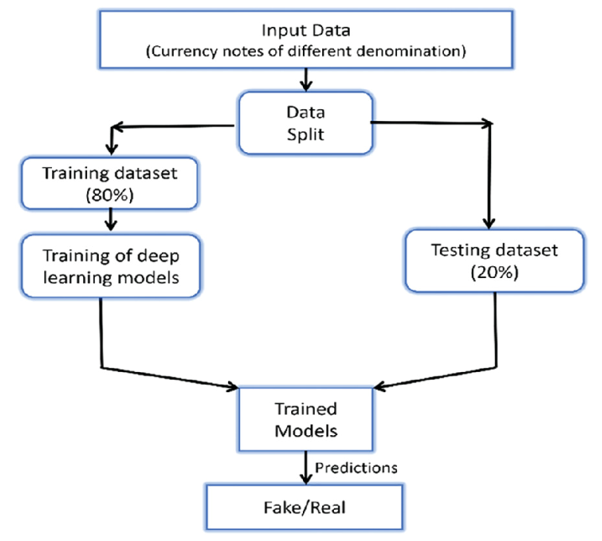 Input Data
(Currency notes of different denomination)
Data
Split
Training dataset
(80%)
Training of deep
learning models
Testing dataset
(20%)
Trained
Models
Predictions
Fake/Real